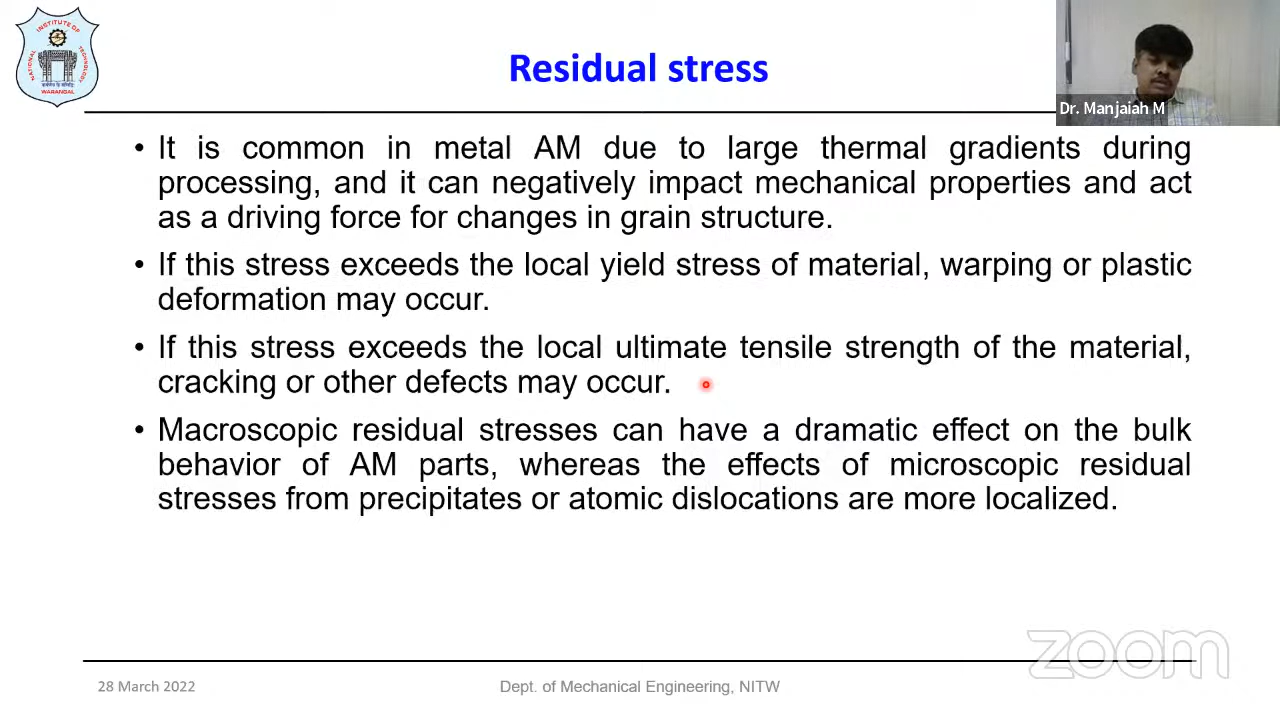 NATIONAL INSTITUTE OF TECHNOLOGY
WARANGAL
Residual stress
Dr. Manjaiah M
• It is common in metal AM due to large thermal gradients during
processing, and it can negatively impact mechanical properties and act
as a driving force for changes in grain structure.
• If this stress exceeds the local yield stress of material, warping or plastic
deformation may occur.
• If this stress exceeds the local ultimate tensile strength of the material,
cracking or other defects may occur.
• Macroscopic residual stresses can have a dramatic effect on the bulk
behavior of AM parts, whereas the effects of microscopic residual
stresses from precipitates or atomic dislocations are more localized.
zoom
28 March 2022
Dept. of Mechanical Engineering, NITW